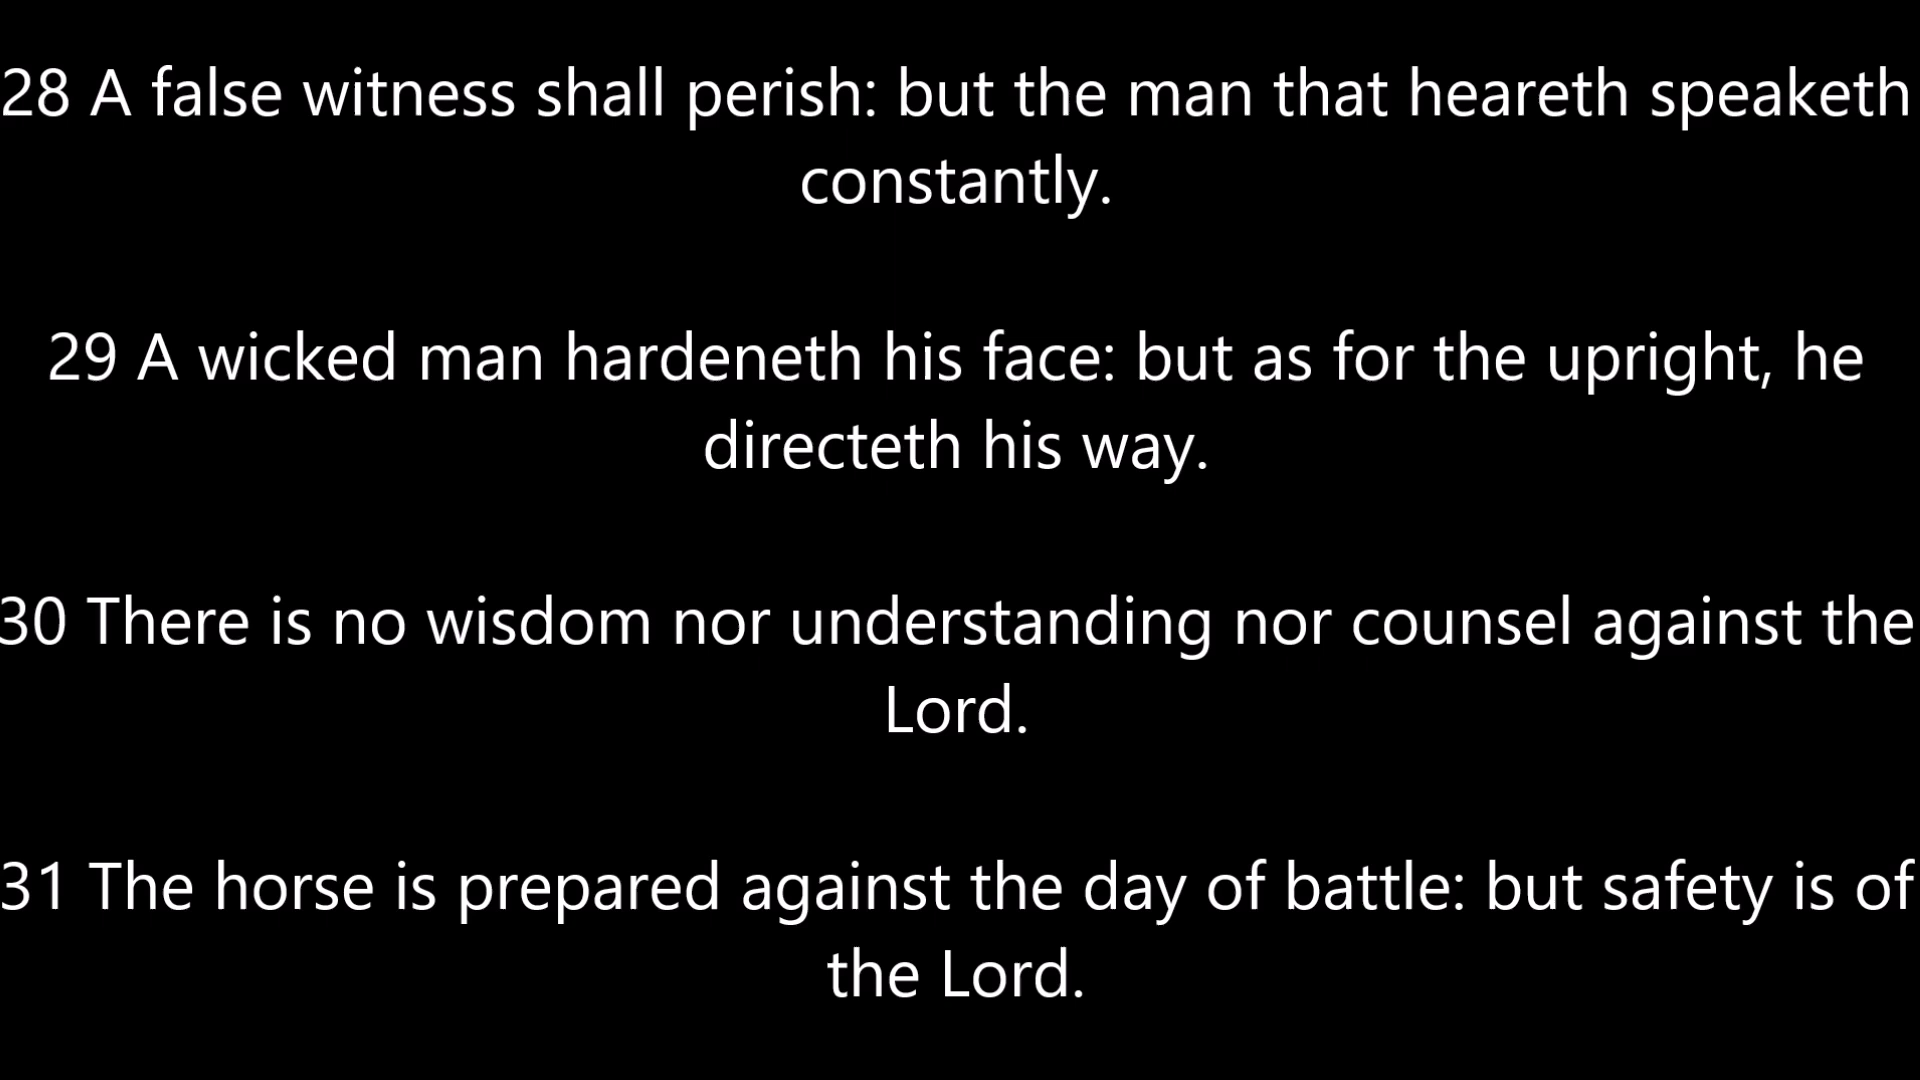 28 A false witness shall perish: but the man that heareth speaketh
constantly.
29 A wicked man hardeneth his face: but as for the upright, he
directeth his way.
30 There is no wisdom nor understanding nor counsel against the
Lord.
31 The horse is prepared against the day of battle: but safety is of
the Lord.